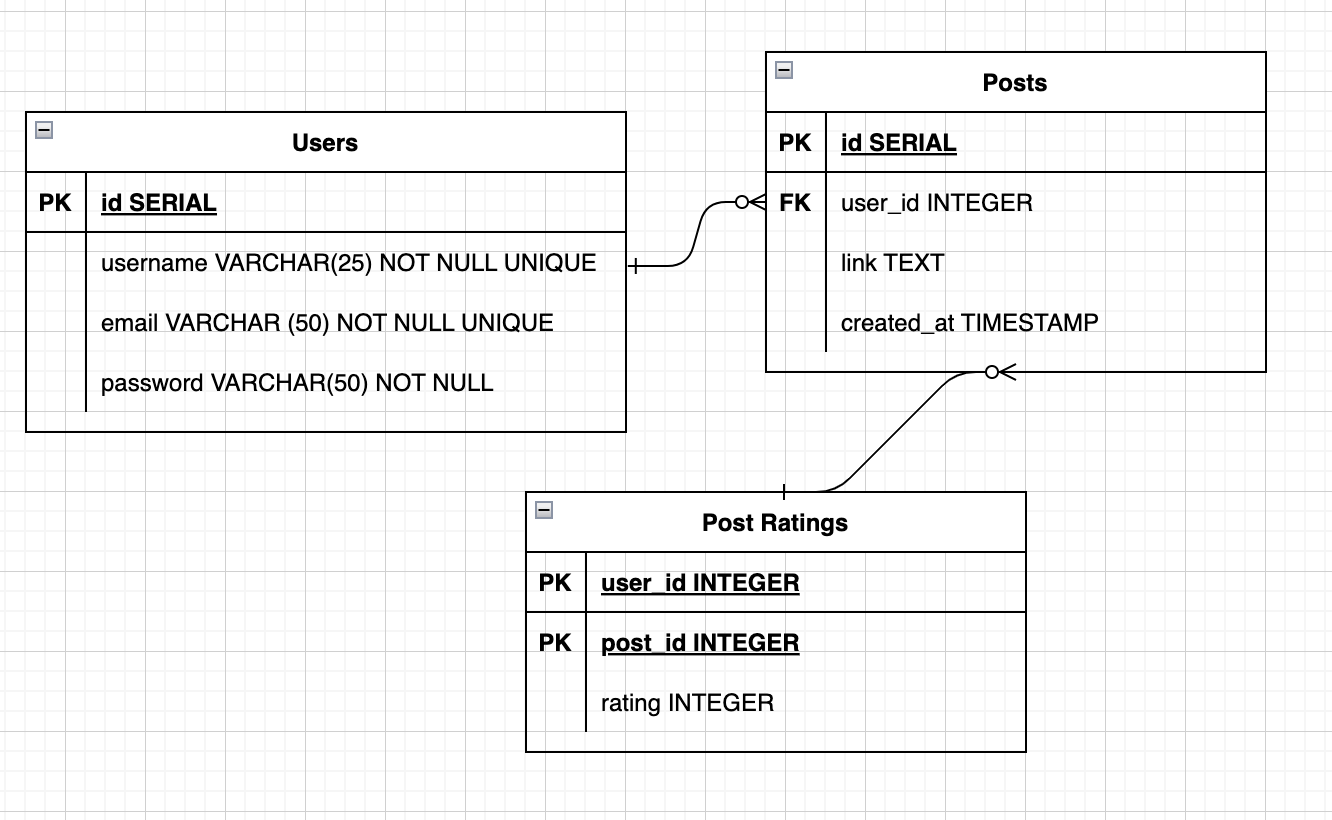 Users
PK id SERIAL
username VARCHAR(25) NOT NULL UNIQUE
email VARCHAR (50) NOT NULL UNIQUE
password VARCHAR(50) NOT NULL
Posts
PK id SERIAL
FK user_id INTEGER
link TEXT
created_at TIMESTAMP
Post Ratings
PK user_id INTEGER
PK post_id INTEGER
rating INTEGER